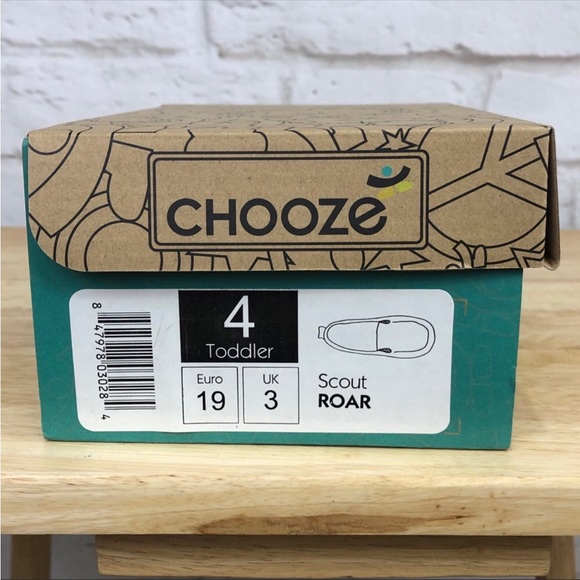 CHOOZe
4
Toddler
Euro
19
UK
3
Scout
ROAR
8 47978 03028 4